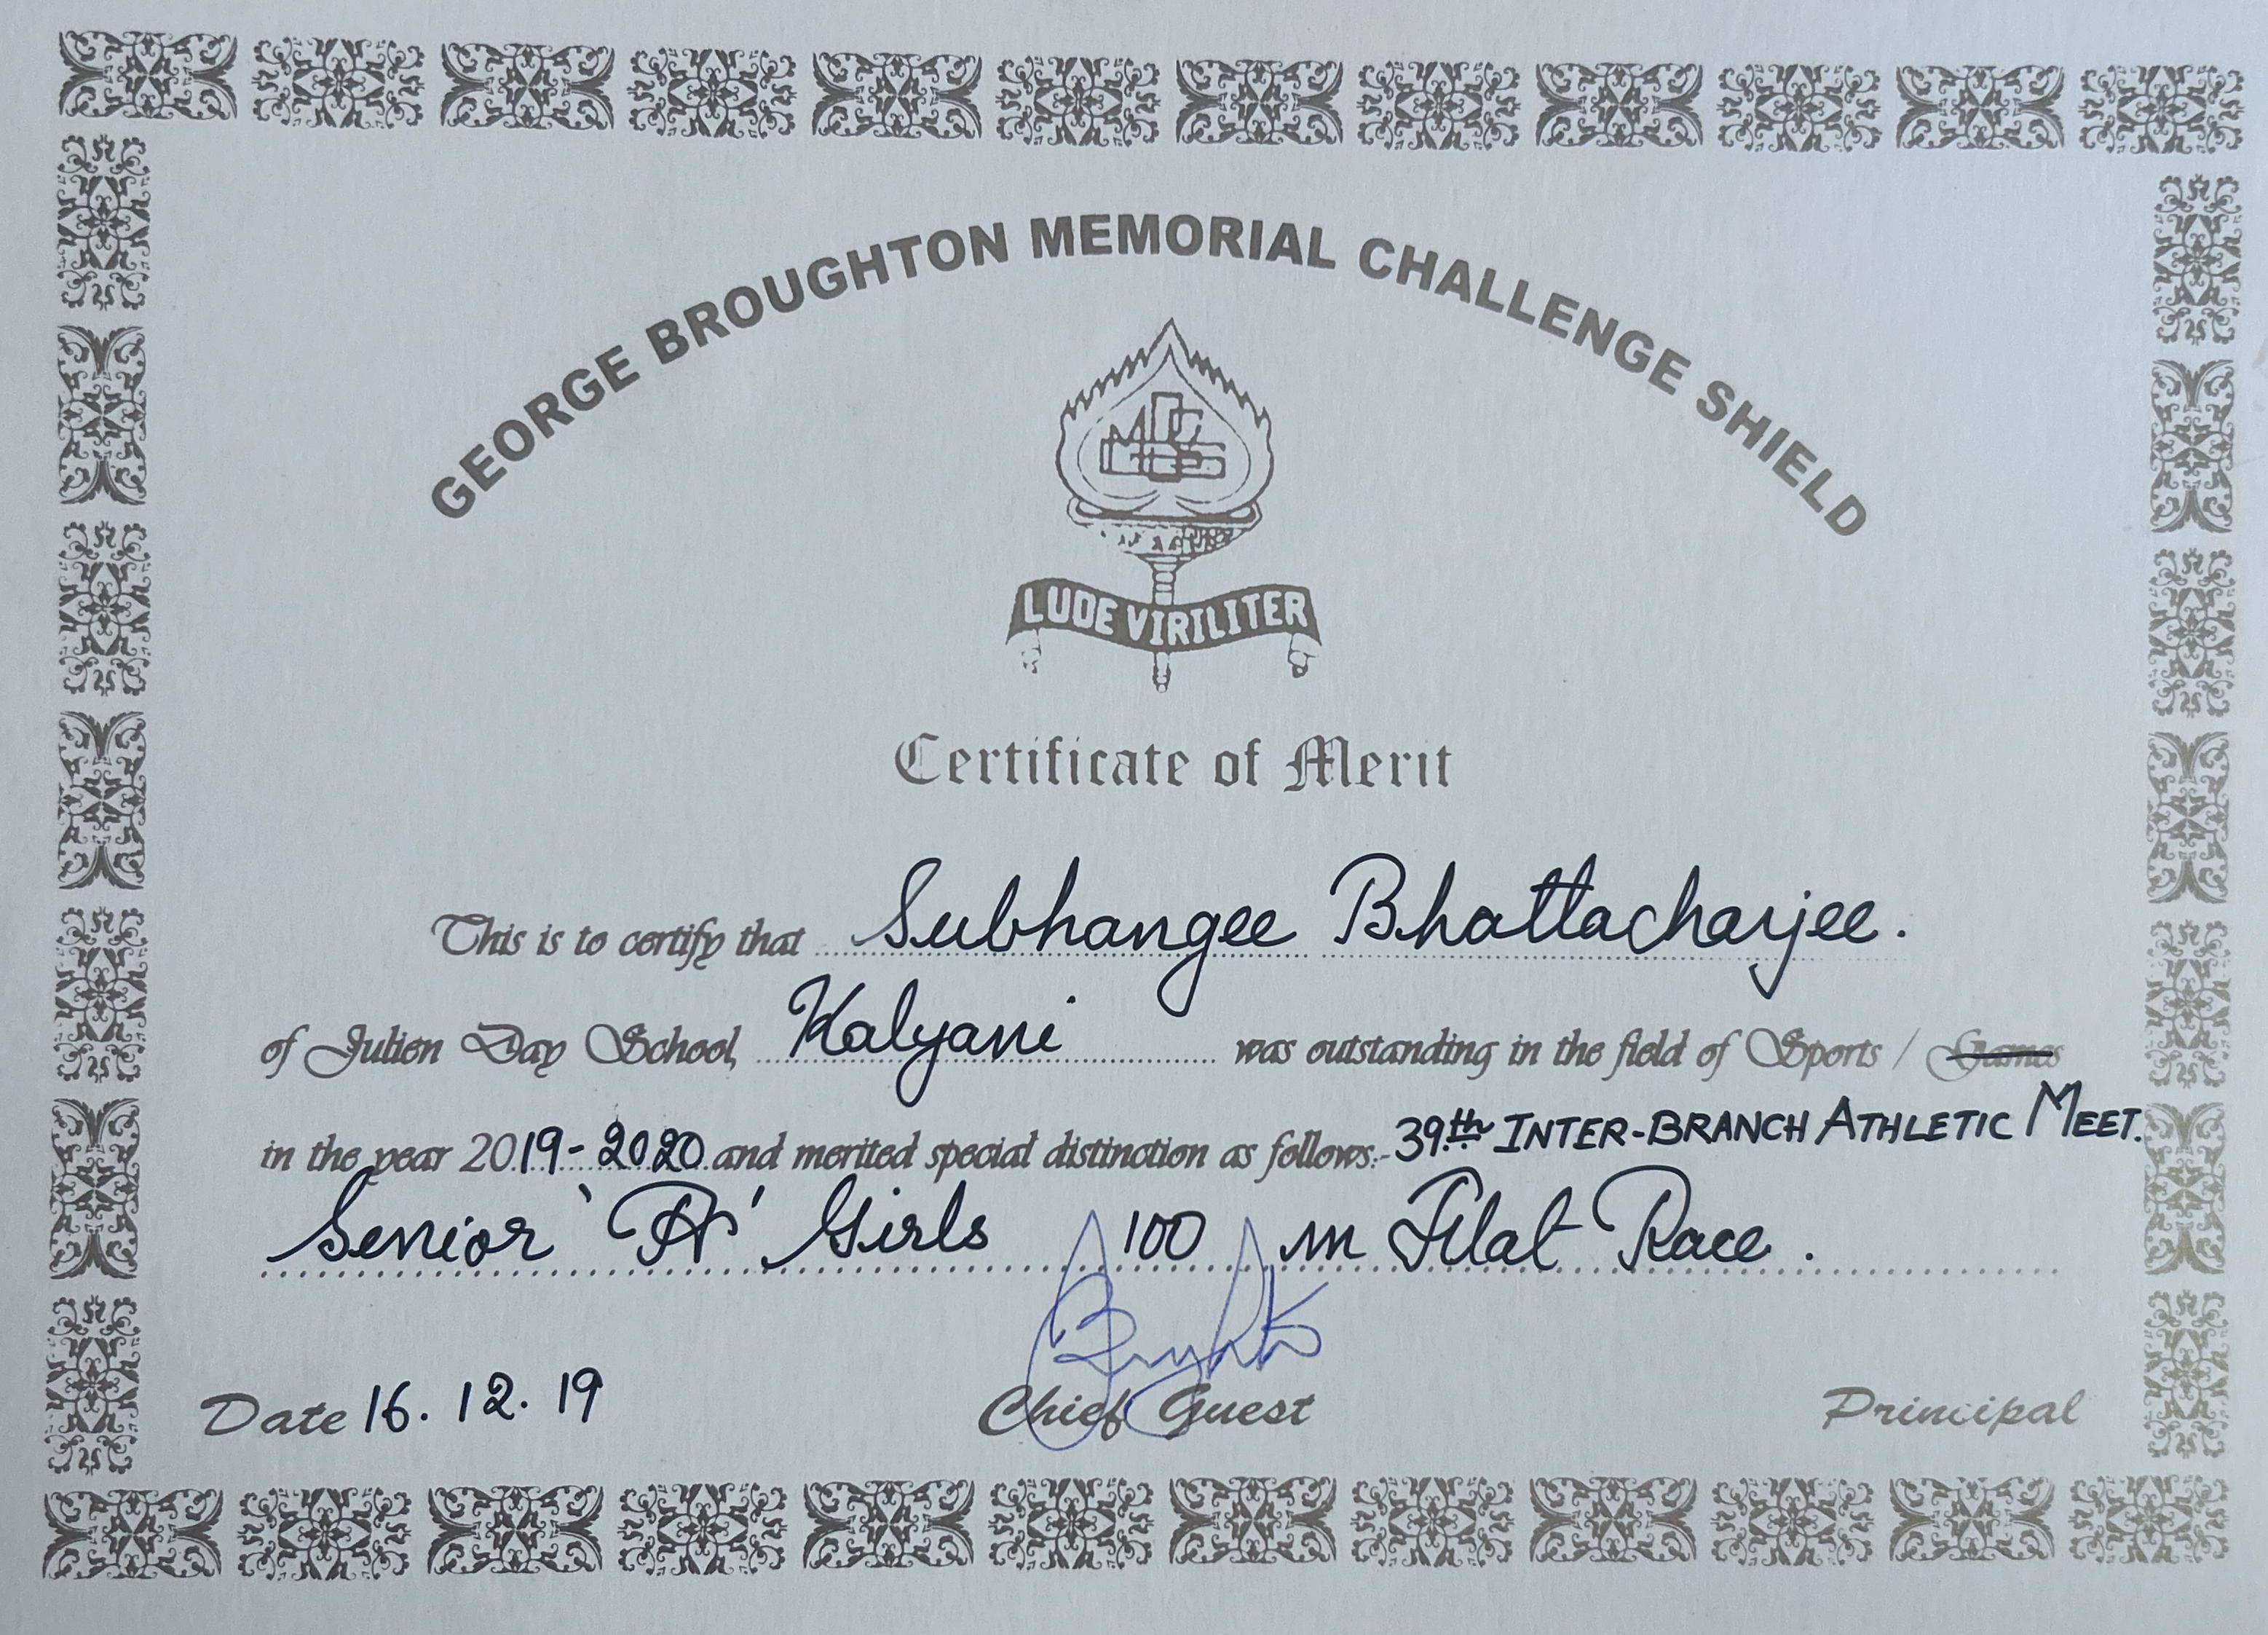 GEORGE BROUGHTON MEMORIAL CHALLENGE SHIELD
LUDE VIRILITER
Certificate of Merit
This is to certify that Subhangee Bhattacharjee.
of Julien Day School, Kalyani was outstanding in the field of Sports / Games
in the year 2019-2020 and merited special distinction as follows:- 39th INTER-BRANCH ATHLETIC MEET.
Senior 'A' Girls 100 m Flat Race.
Date 16. 12. 19
Chief Guest
Principal